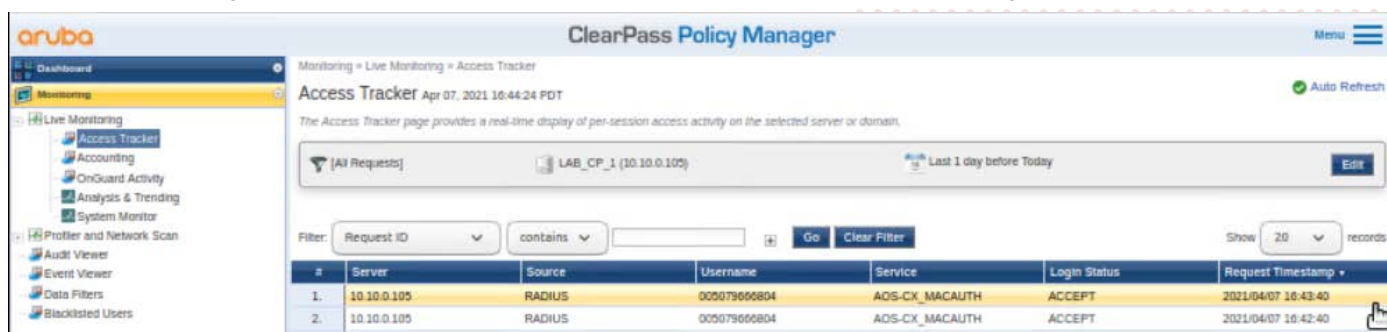 aruba
ClearPass Policy Manager
Menu
Dashboard
Monitoring
Live Monitoring
Access Tracker
Accounting
OnGuard Activity
Analysis & Trending
System Monitor
Profiler and Network Scan
Audit Viewer
Event Viewer
Data Filters
Blacklisted Users
Monitoring » Live Monitoring » Access Tracker
Access Tracker Apr 07, 2021 16:44:24 PDT
Auto Refresh
The Access Tracker page provides a real-time display of per-session access activity on the selected server or domain.
[All Requests] LAB_CP_1 (10.10.0.105) Last 1 day before Today Edit
Filter: Request ID contains Go Clear Filter Show 20 records
# Server Source Username Service Login Status Request Timestamp
1. 10.10.0.105 RADIUS 005079666804 AOS-CX_MACAUTH ACCEPT 2021/04/07 16:43:40
2. 10.10.0.105 RADIUS 005079666804 AOS-CX_MACAUTH ACCEPT 2021/04/07 16:42:40